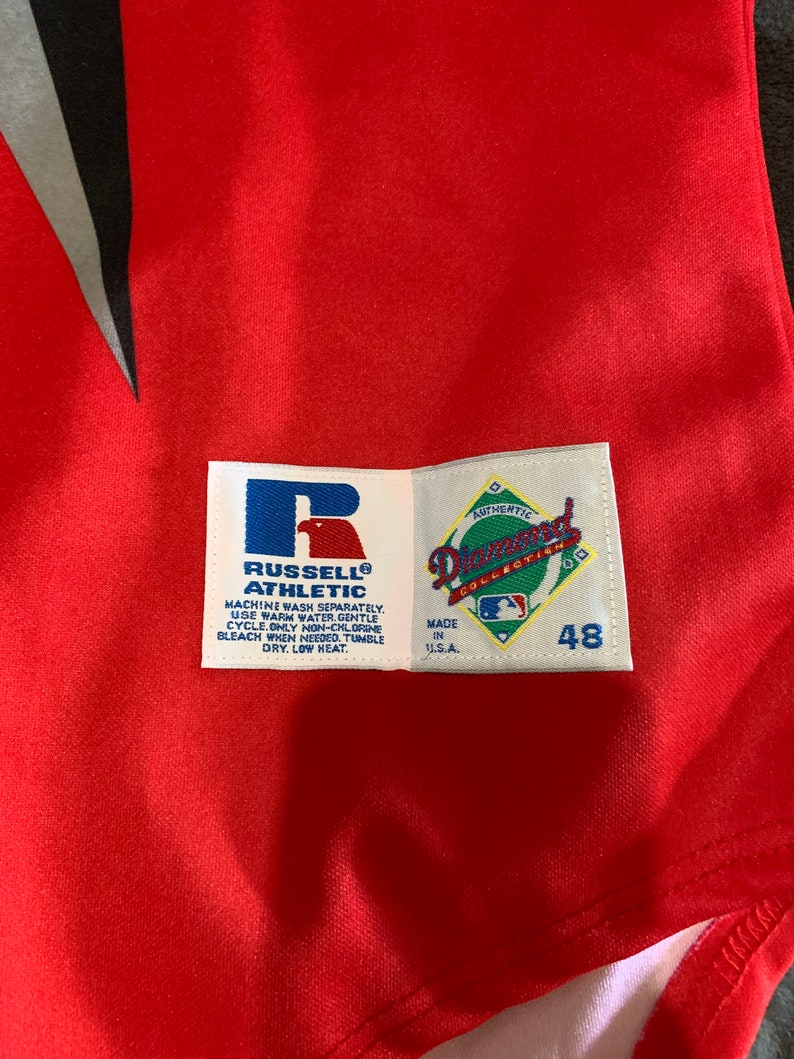 RUSSELL®
ATHLETIC
MACHINE WASH SEPARATELY.
USE WARM WATER. GENTLE
CYCLE. ONLY NON-CHLORINE
BLEACH WHEN NEEDED. TUMBLE
DRY. LOW HEAT.
AUTHENTIC
Diamond
COLLECTION
MADE
IN
U.S.A.
48